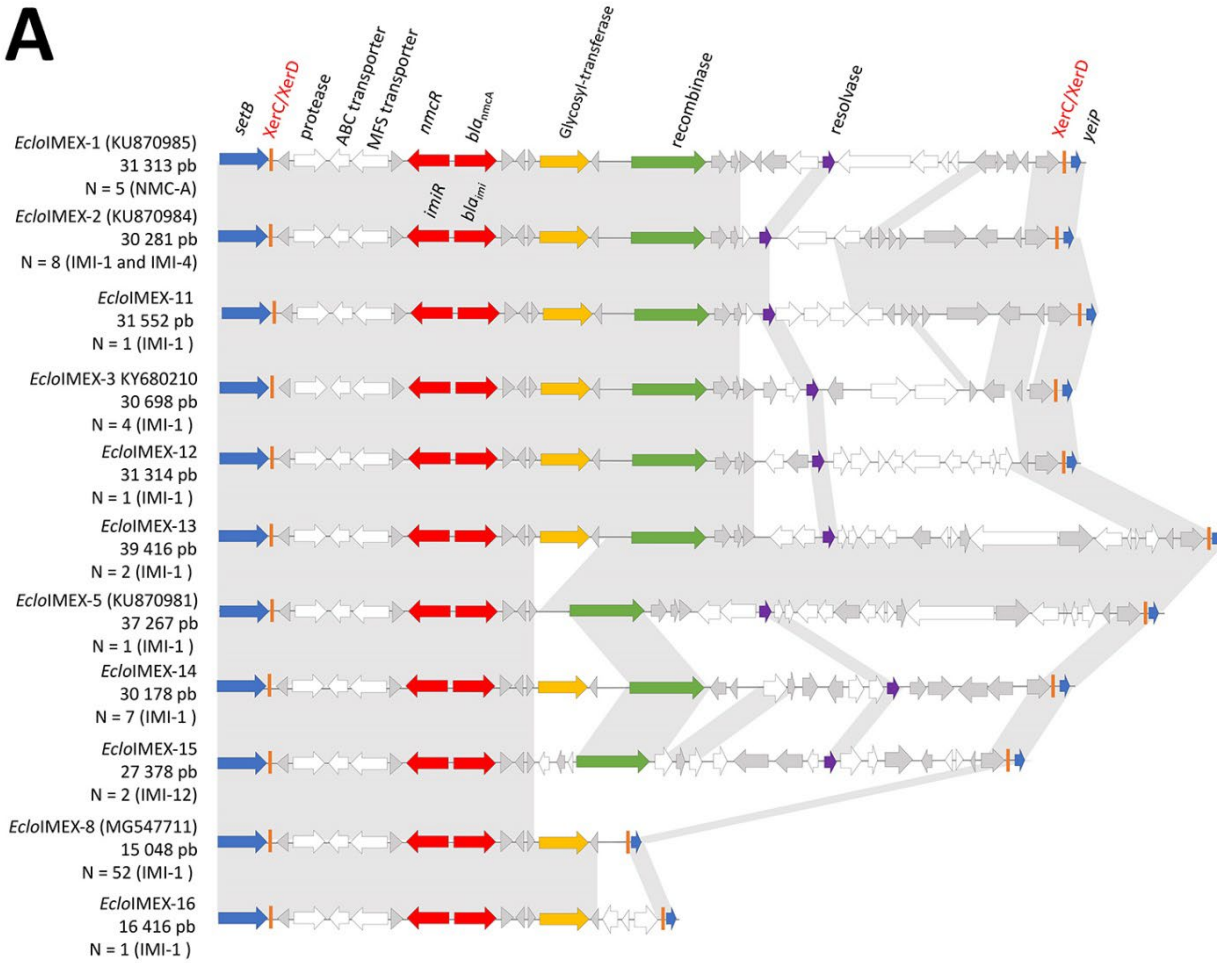 A
setB
XerC/XerD
protease
ABC transporter
MFS transporter
nmcR
bla nmcA
Glycosyl-transferase
recombinase
resolvase
XerC/XerD
yeiP
EcloIMEX-1 (KU870985)
31 313 pb
N = 5 (NMC-A)
imiR
bla imi
EcloIMEX-2 (KU870984)
30 281 pb
N = 8 (IMI-1 and IMI-4)
EcloIMEX-11
31 552 pb
N = 1 (IMI-1 )
EcloIMEX-3 KY680210
30 698 pb
N = 4 (IMI-1 )
EcloIMEX-12
31 314 pb
N = 1 (IMI-1 )
EcloIMEX-13
39 416 pb
N = 2 (IMI-1 )
EcloIMEX-5 (KU870981)
37 267 pb
N = 1 (IMI-1 )
EcloIMEX-14
30 178 pb
N = 7 (IMI-1 )
EcloIMEX-15
27 378 pb
N = 2 (IMI-12)
EcloIMEX-8 (MG547711)
15 048 pb
N = 52 (IMI-1 )
EcloIMEX-16
16 416 pb
N = 1 (IMI-1 )